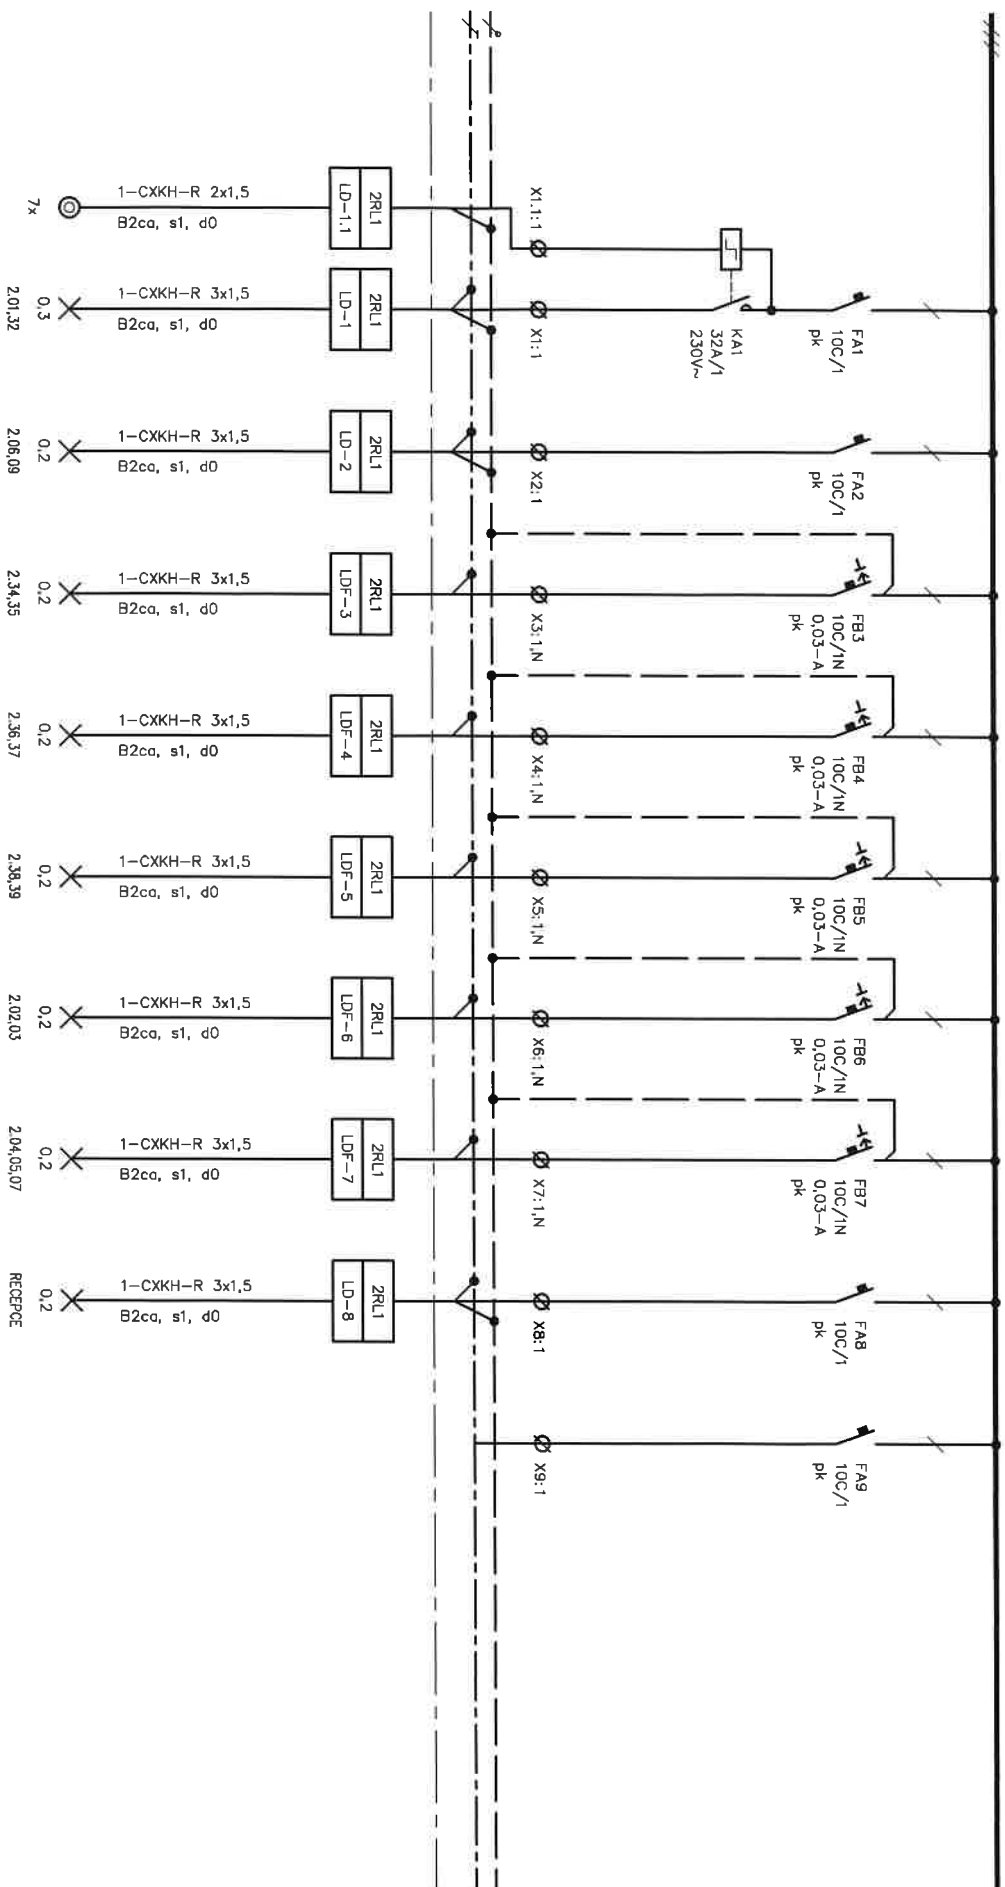 X1.1:1
2RL1
LD-1.1
1-CXKH-R 2x1,5
B2ca, s1, d0
7x
FA1
10C/1
pk
KA1
32A/1
230V~
X1:1
2RL1
LD-1
1-CXKH-R 3x1,5
B2ca, s1, d0
0,3
2.01,32
FA2
10C/1
pk
X2:1
2RL1
LD-2
1-CXKH-R 3x1,5
B2ca, s1, d0
0,2
2.06,09
FB3
10C/1N
0,03-A
pk
X3:1,N
2RL1
LDF-3
1-CXKH-R 3x1,5
B2ca, s1, d0
0,2
2.34,35
FB4
10C/1N
0,03-A
pk
X4:1,N
2RL1
LDF-4
1-CXKH-R 3x1,5
B2ca, s1, d0
0,2
2.36,37
FB5
10C/1N
0,03-A
pk
X5:1,N
2RL1
LDF-5
1-CXKH-R 3x1,5
B2ca, s1, d0
0,2
2.38,39
FB6
10C/1N
0,03-A
pk
X6:1,N
2RL1
LDF-6
1-CXKH-R 3x1,5
B2ca, s1, d0
0,2
2.02,03
FB7
10C/1N
0,03-A
pk
X7:1,N
2RL1
LDF-7
1-CXKH-R 3x1,5
B2ca, s1, d0
0,2
2.04,05,07
FA8
10C/1
pk
X8:1
2RL1
LD-8
1-CXKH-R 3x1,5
B2ca, s1, d0
0,2
RECEPCE
FA9
10C/1
pk
X9:1